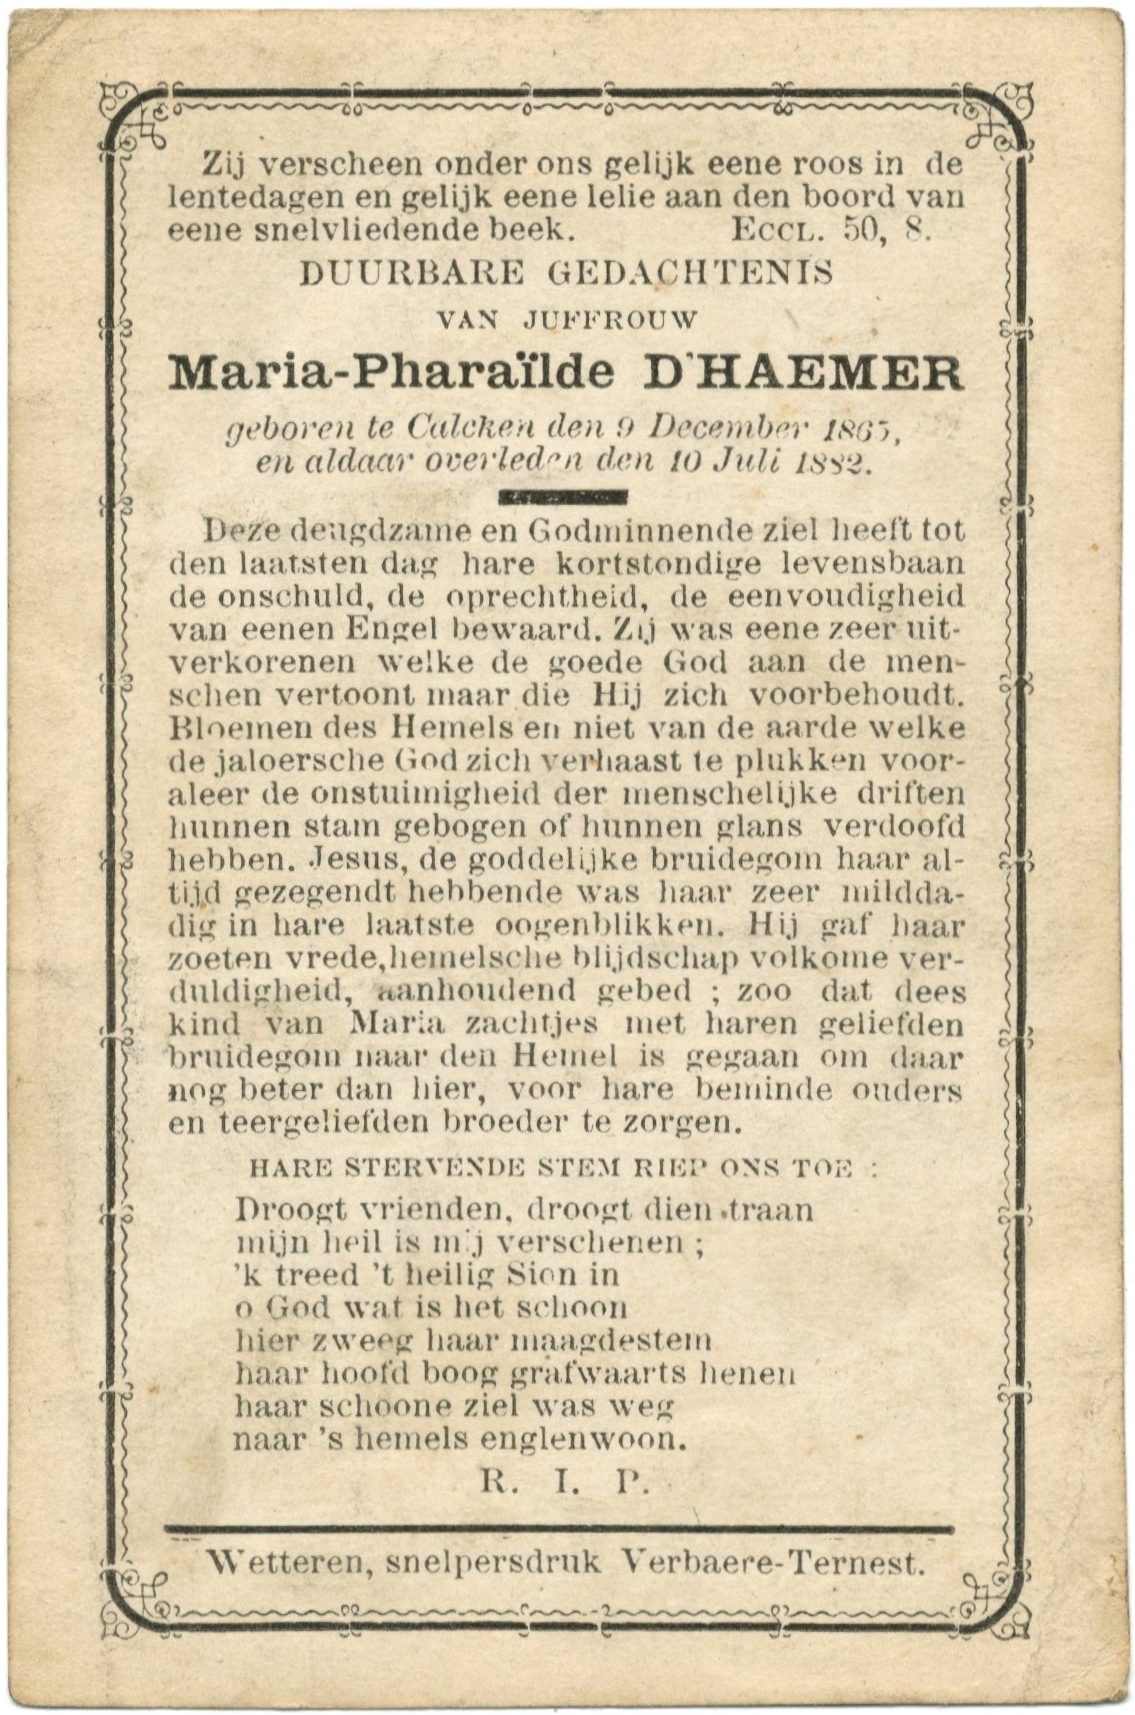 Zij verscheen onder ons gelijk eene roos in de
lentedagen en gelijk eene lelie aan den boord van
eene snelvliedende beek. ECCL. 50, 8.
DUURBARE GEDACHTENIS
VAN JUFFROUW
Maria-Pharaïlde D'HAEMER
geboren te Calcken den 9 December 1865,
en aldaar overleden den 10 Juli 1882.
Deze deugdzame en Godminnende ziel heeft tot
den laatsten dag hare kortstondige levensbaan
de onschuld, de oprechtheid, de eenvoudigheid
van eenen Engel bewaard. Zij was eene zeer uit-
verkorenen welke de goede God aan de men-
schen vertoont maar die Hij zich voorbehoudt.
Bloemen des Hemels en niet van de aarde welke
de jaloersche God zich verhaast te plukken voor-
aleer de onstuimigheid der menschelijke driften
hunnen stam gebogen of hunnen glans verdoofd
hebben. Jesus, de goddelijke bruidegom haar al-
tijd gezegendt hebbende was haar zeer milddа-
dig in hare laatste oogenblikken. Hij gaf haar
zoeten vrede,hemelsche blijdschap volkome ver-
duldigheid, aanhoudend gebed ; zoo dat dees
kind van Maria zachtjes met haren geliefden
bruidegom naar den Hemel is gegaan om daar
nog beter dan hier, voor hare beminde ouders
en teergeliefden broeder te zorgen.
HARE STERVENDE STEM RIEP ONS TOE :
Droogt vrienden, droogt dien traan
mijn heil is mij verschenen ;
'k treed 't heilig Sion in
o God wat is het schoon
hier zweeg haar maagdestem
haar hoofd boog grafwaarts henen
haar schoone ziel was weg
naar 's hemels englenwoon.
R. I. P.
Wetteren, snelpersdruk Verbaere-Ternest.